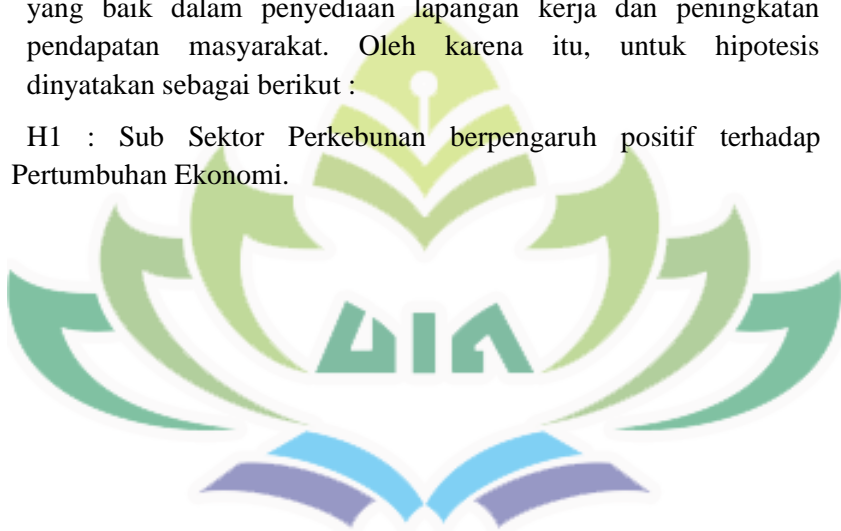 yang baik dalam penyediaan lapangan kerja dan peningkatan
pendapatan masyarakat. Oleh karena itu, untuk hipotesis
dinyatakan sebagai berikut :
H1 : Sub Sektor Perkebunan berpengaruh positif terhadap
Pertumbuhan Ekonomi.
UIN